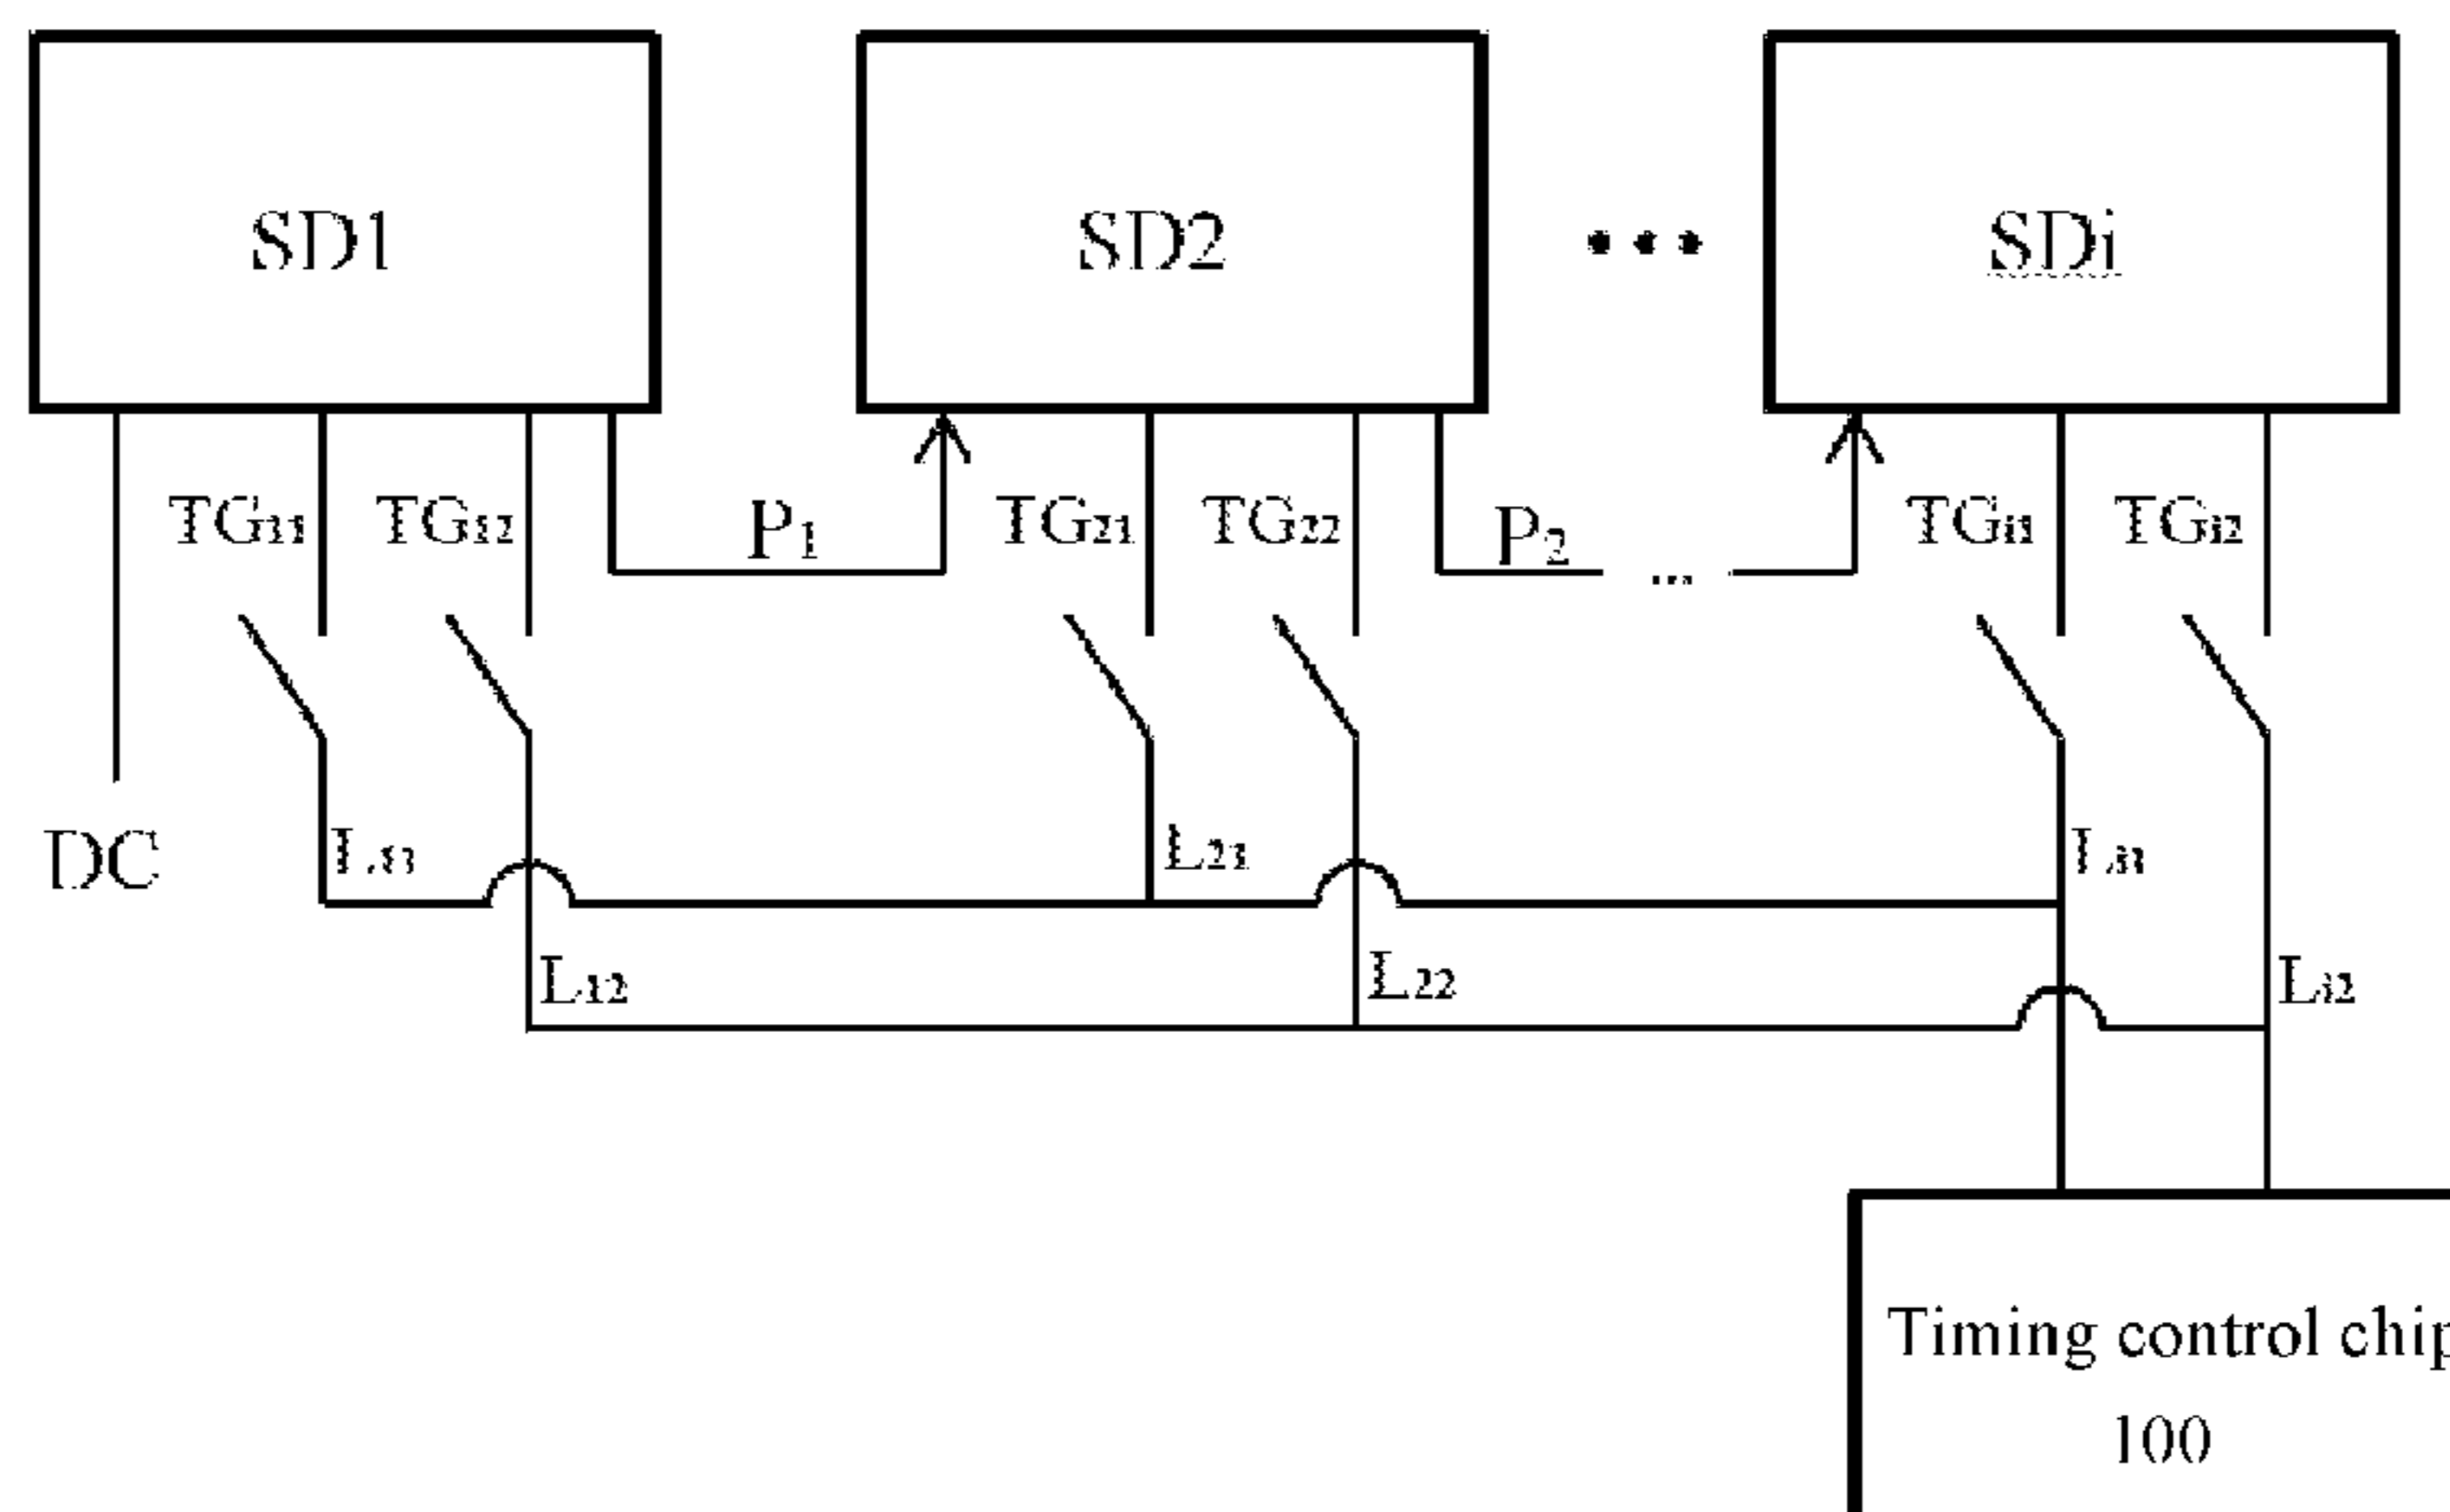 SD1 SD2 ••• SDi
TG11 TG12 P1 TG21 TG22 P2 ... TGi1 TGi2
DC L11 L21 Li1
L12 L22 Li2
Timing control chip
100